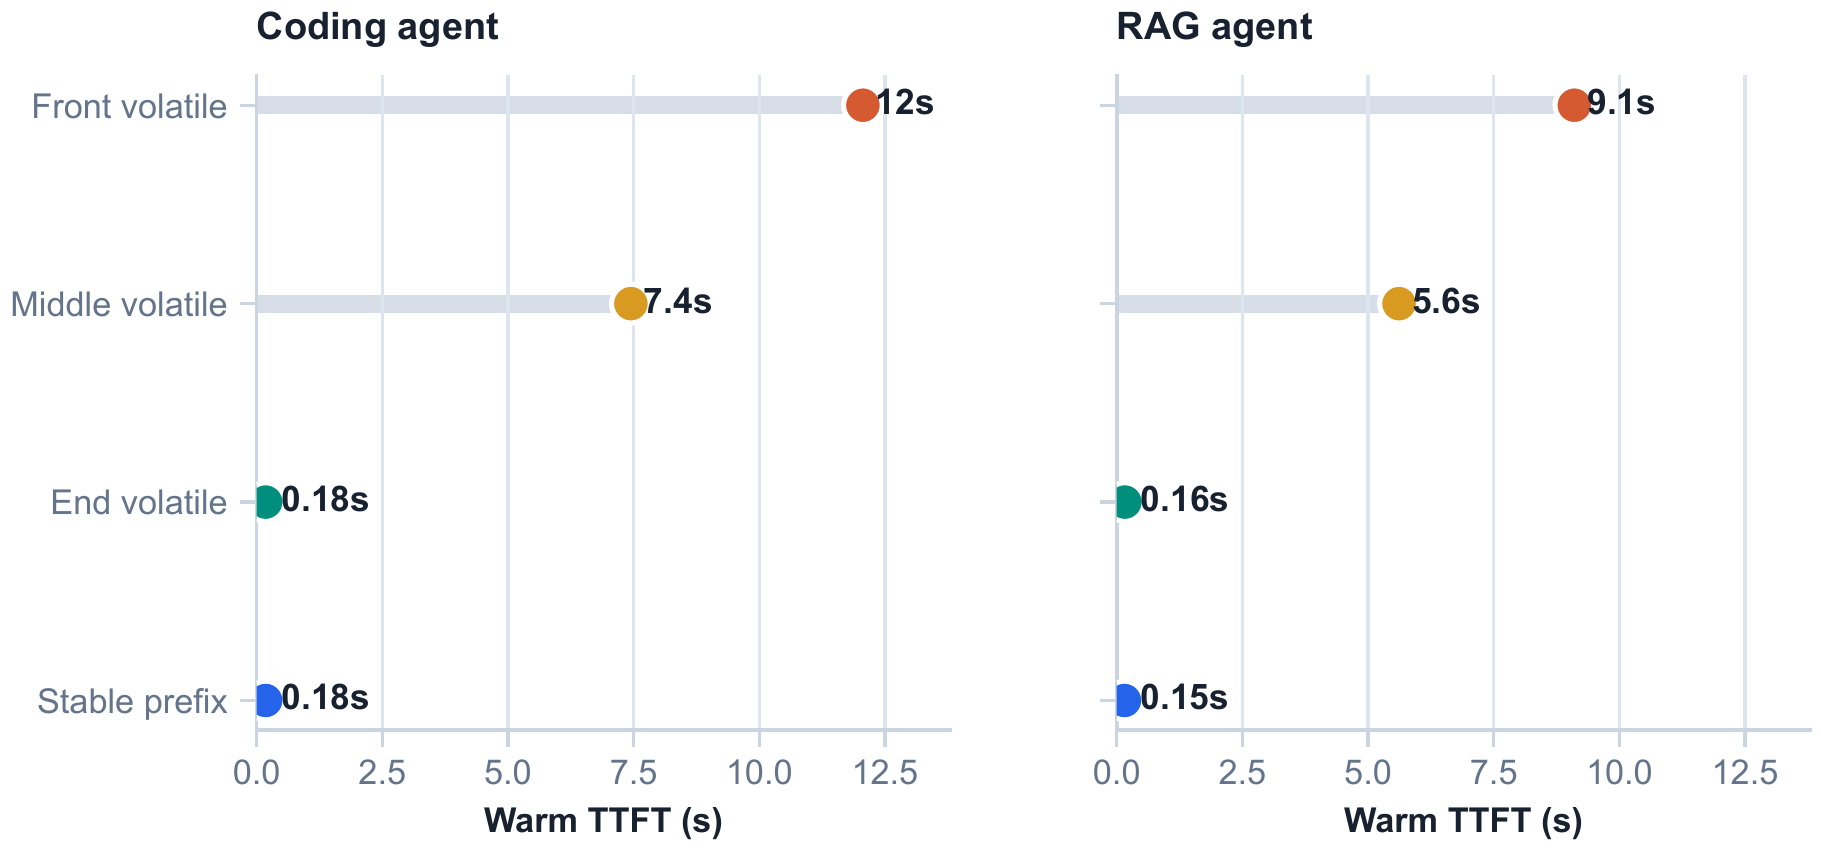 Coding agent
Front volatile
12s
Middle volatile
7.4s
End volatile
0.18s
Stable prefix
0.18s
0.0 2.5 5.0 7.5 10.0 12.5
Warm TTFT (s)
RAG agent
9.1s
5.6s
0.16s
0.15s
0.0 2.5 5.0 7.5 10.0 12.5
Warm TTFT (s)